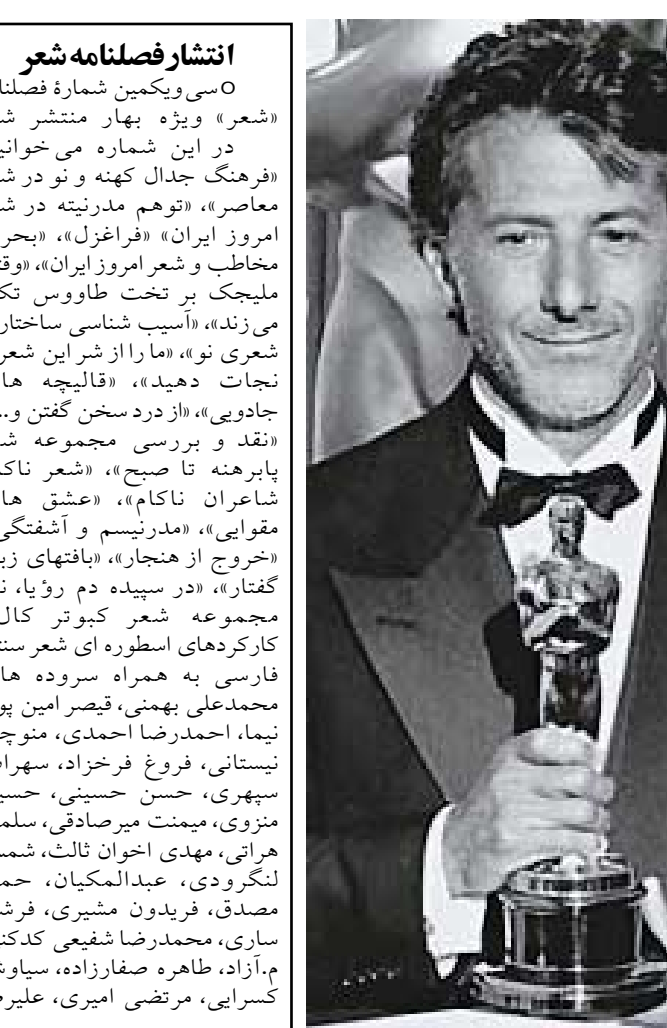 انتشار فصلنامه شعر
oسی ویکمین شمارهٔ فصلنا
«شعر» ویژه بهار منتشر ش
در این شماره می خوانی
«فرهنگ جدال کهنه و نو در ش
معاصر»، «توهم مدرنیته در ش
امروز ایران» «فراغزل»، «بحر
مخاطب و شعر امروز ایران»، «وق
ملیجک بر تخت طاووس تک
می زند»، «آسیب شناسی ساختار
شعری نو»، «ما را از شر این شعر
نجات دهید»، «قالیچه ها
جادویی»، «از درد سخن گفتن و..
«نقد و بررسی مجموعه ش
پابرهنه تا صبح»، «شعر ناک
شاعران ناکام»، «عشق ها
مقوایی»، «مدرنیسم و آشفتگی
«خروج از هنجار»، «بافتهای زب
گفتار»، «در سپیده دم رؤیا، ن
مجموعه شعر کبوتر کال
کارکردهای اسطوره ای شعر سنت
فارسی به همراه سروده ها
محمدعلی بهمنی، قیصر امین پو
نیما، احمدرضا احمدی، منوچ
نیستانی، فروغ فرخزاد، سهرا
سپهری، حسن حسینی، حسی
منزوی، میمنت میرصادقی، سلم
هراتی، مهدی اخوان ثالث، شمس
لنگرودی، عبدالمکیان، حم
مصدق، فریدون مشیری، فرش
ساری، محمدرضا شفیعی کدکن
م.آزاد، طاهره صفارزاده، سیاوش
کسرایی، مرتضی امیری، علیرض